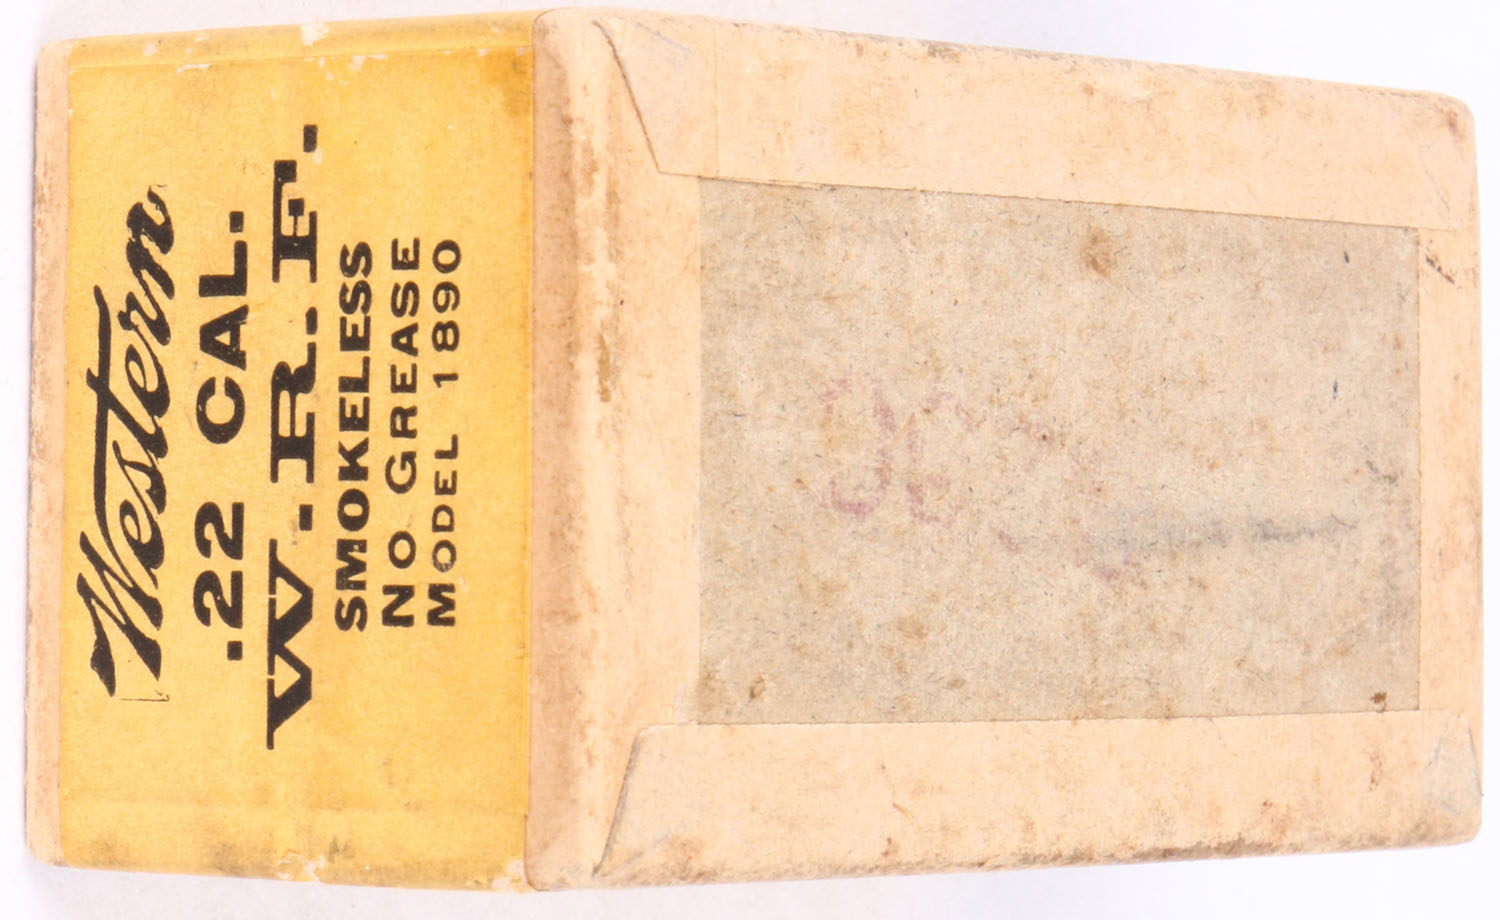 Western
.22 CAL.
W.R.F.
SMOKELESS
NO GREASE
MODEL 1890